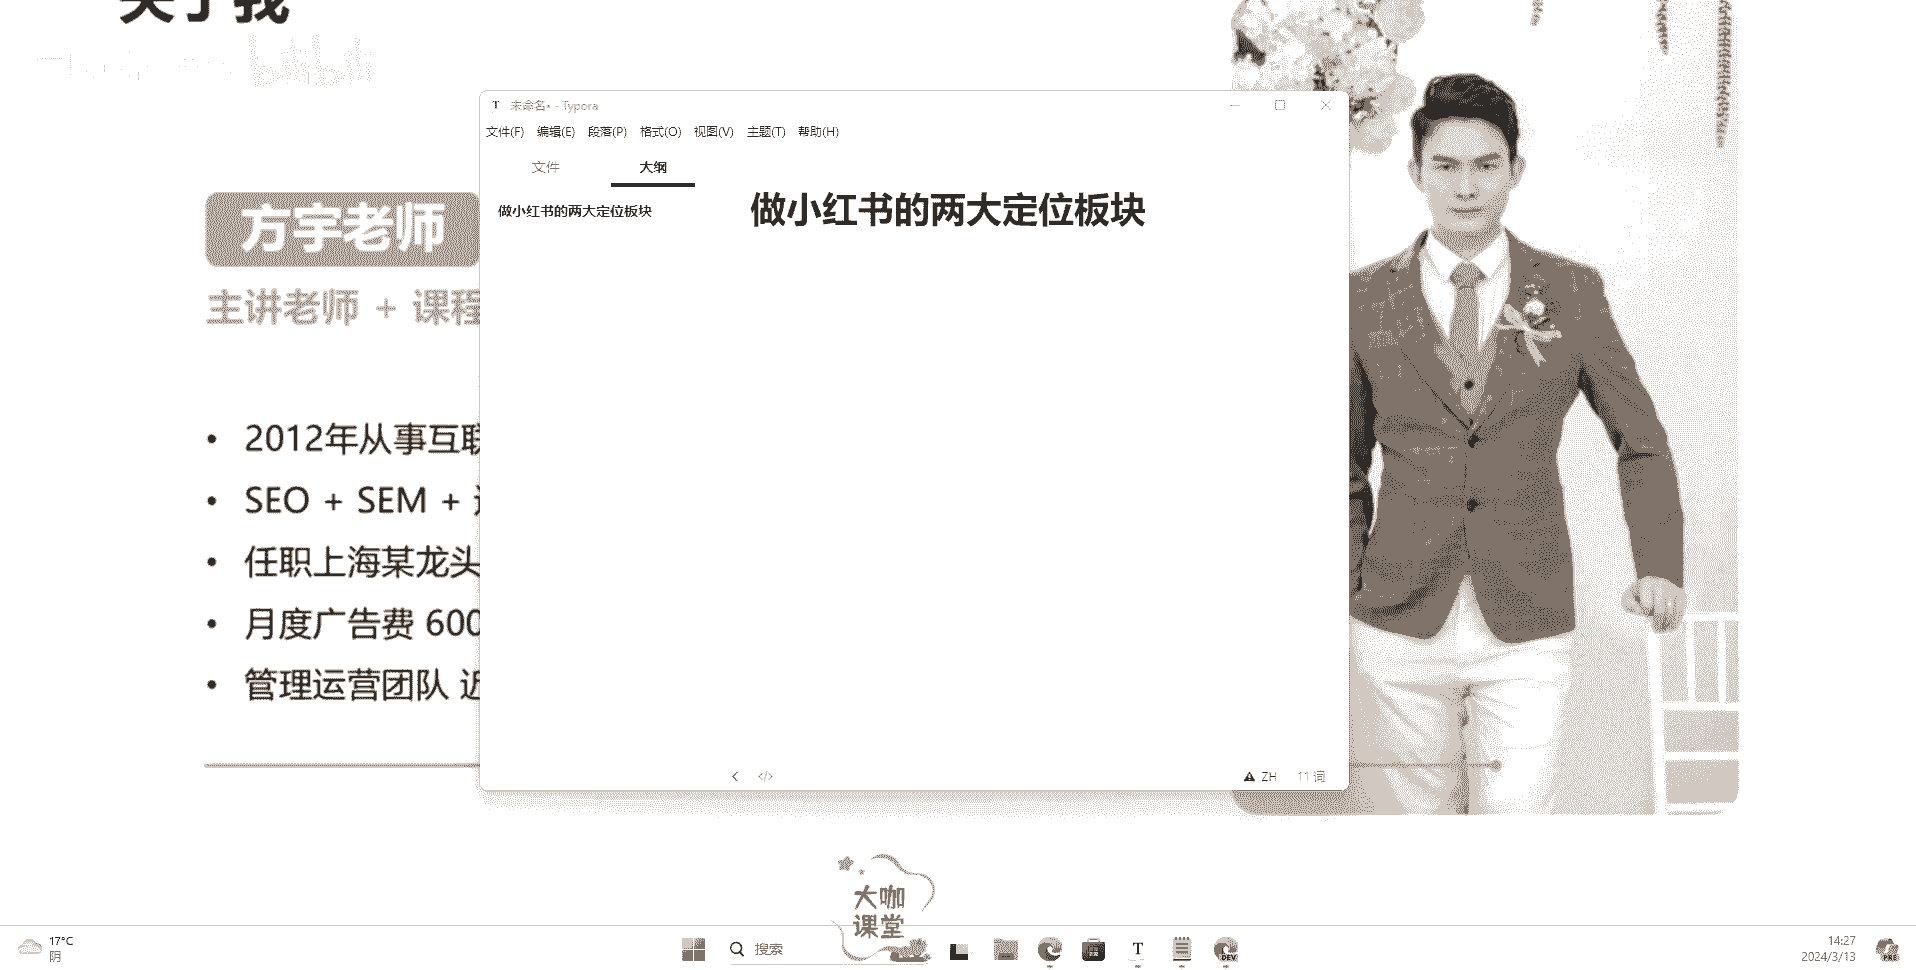 关于我
bilibili
未命名• - Typora
文件(F) 编辑(E) 段落(P) 格式(O) 视图(V) 主题(T) 帮助(H)
文件 大纲
做小红书的两大定位板块
做小红书的两大定位板块
方宇老师
主讲老师 + 课程
2012年从事互联
SEO + SEM +
任职上海某龙头
月度广告费 600
管理运营团队 近
</> ZH 11 词
大咖
课堂
17°C
阴
搜索
T
DEV
14:27
2024/3/13
PRE